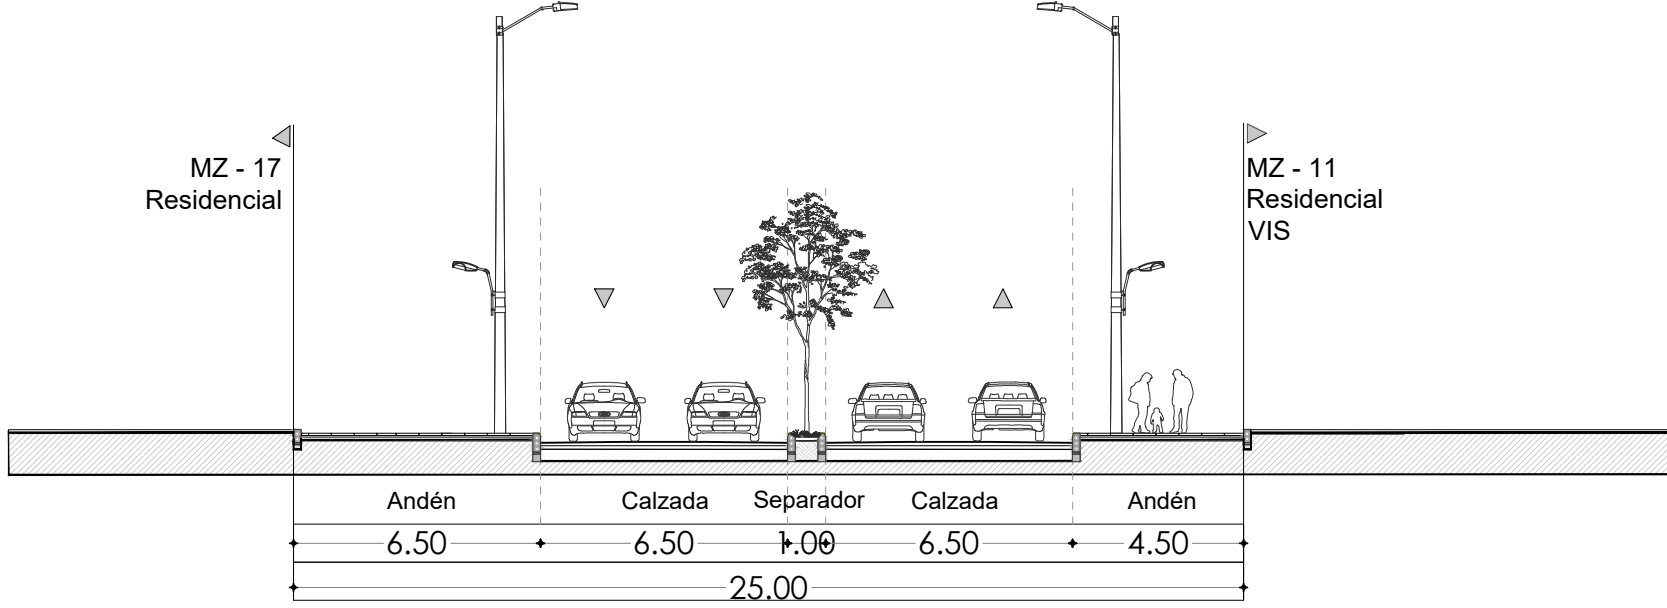 MZ - 17
Residencial
MZ - 11
Residencial
VIS
Andén
Calzada
Separador
Calzada
Andén
6.50
6.50
1.00
6.50
4.50
25.00